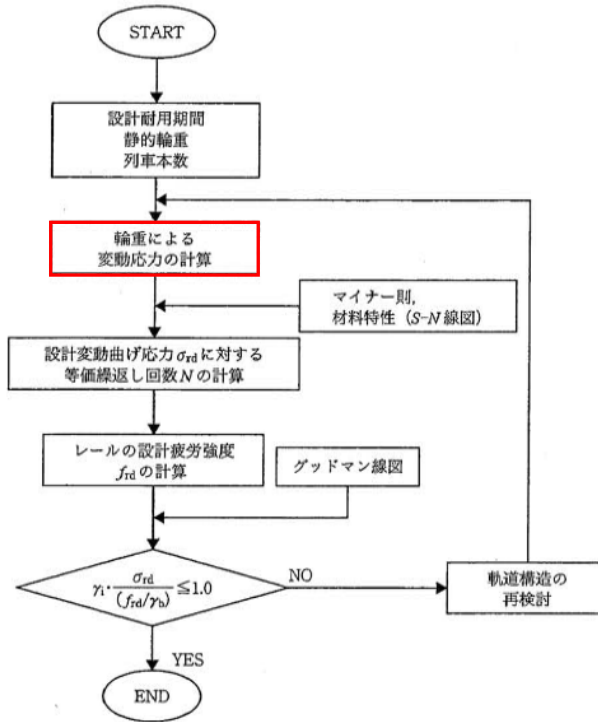 START
設計耐用期間
静的輪重
列車本数
輪重による
変動応力の計算
マイナー則,
材料特性 (S-N 線図)
設計変動曲げ応力 σrdに対する
等価繰返し回数 N の計算
レールの設計疲労強度
frd の計算
グッドマン線図
γi・σrd/(frd/γb)≦1.0
NO
軌道構造の
再検討
YES
END